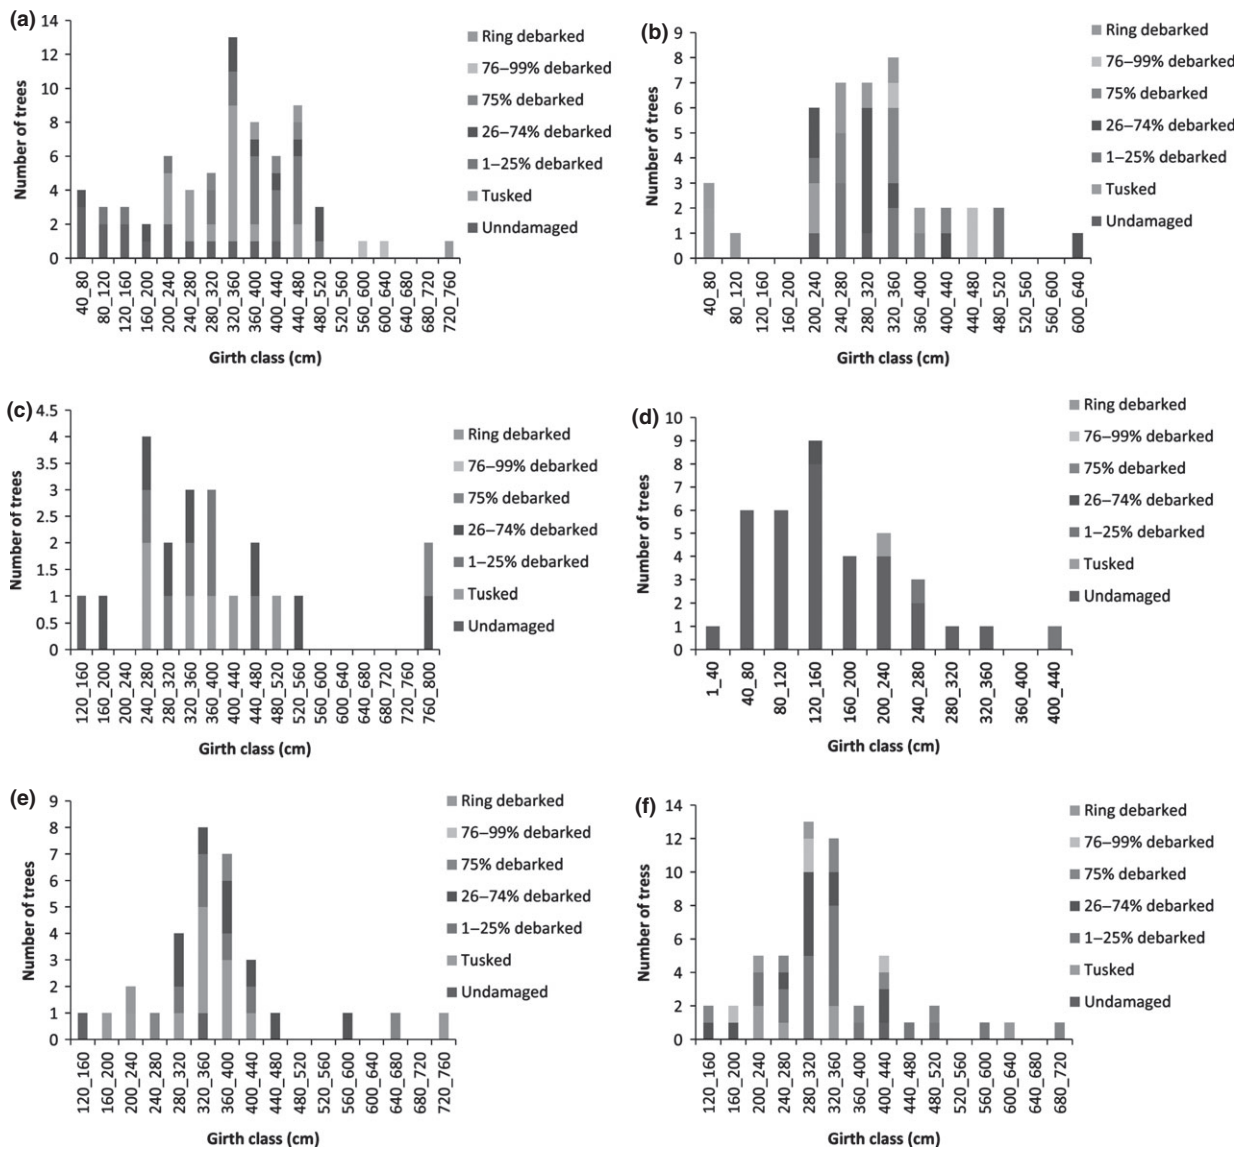 (a)
14
12
10
8
6
4
2
0
Number of trees
40_80
80_120
120_160
160_200
200_240
240_280
280_320
320_360
360_400
400_440
440_480
480_520
520_560
560_600
600_640
640_680
680_720
720_760
Girth class (cm)
Ring debarked
76–99% debarked
75% debarked
26–74% debarked
1–25% debarked
Tusked
Unndamaged
(b)
9
8
7
6
5
4
3
2
1
0
Number of trees
40_80
80_120
120_160
160_200
200_240
240_280
280_320
320_360
360_400
400_440
440_480
480_520
520_560
560_600
600_640
Girth class (cm)
Ring debarked
76–99% debarked
75% debarked
26–74% debarked
1–25% debarked
Tusked
Undamaged
(c)
4.5
4
3.5
3
2.5
2
1.5
1
0.5
0
Number of trees
120_160
160_200
200_240
240_280
280_320
320_360
360_400
400_440
440_480
480_520
520_560
560_600
600_640
640_680
680_720
720_760
760_800
Girth class (cm)
Ring debarked
76–99% debarked
75% debarked
26–74% debarked
1–25% debarked
Tusked
Undamaged
(d)
10
9
8
7
6
5
4
3
2
1
0
Number of trees
1_40
40_80
80_120
120_160
160_200
200_240
240_280
280_320
320_360
360_400
400_440
Girth class (cm)
Ring debarked
76–99% debarked
75% debarked
26–74% debarked
1–25% debarked
Tusked
Undamaged
(e)
9
8
7
6
5
4
3
2
1
0
Number of trees
120_160
160_200
200_240
240_280
280_320
320_360
360_400
400_440
440_480
480_520
520_560
560_600
600_640
640_680
680_720
720_760
Girth class (cm)
Ring debarked
76–99% debarked
75% debarked
26–74% debarked
1–25% debarked
Tusked
Undamaged
(f)
14
12
10
8
6
4
2
0
Number of tress
120_160
160_200
200_240
240_280
280_320
320_360
360_400
400_440
440_480
480_520
520_560
560_600
600_640
640_680
680_720
Girth class (cm)
Ring debarked
76–99% debarked
75% debarked
26–74% debarked
1–25% debarked
Tusked
Undamaged